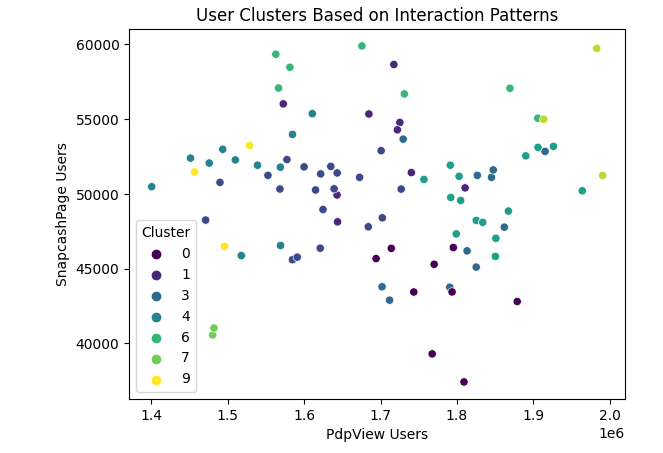 User Clusters Based on Interaction Patterns
60000
55000
50000
45000
40000
SnapcashPage Users
Cluster
0
1
3
4
6
7
9
1.4 1.5 1.6 1.7 1.8 1.9 2.0
1e6
PdpView Users